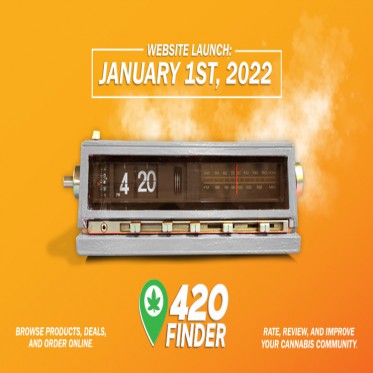 WEBSITE LAUNCH:
JANUARY 1ST, 2022
4 20
420
FINDER
BROWSE PRODUCTS, DEALS,
AND ORDER ONLINE.
RATE, REVIEW, AND IMPROVE
YOUR CANNABIS COMMUNITY.